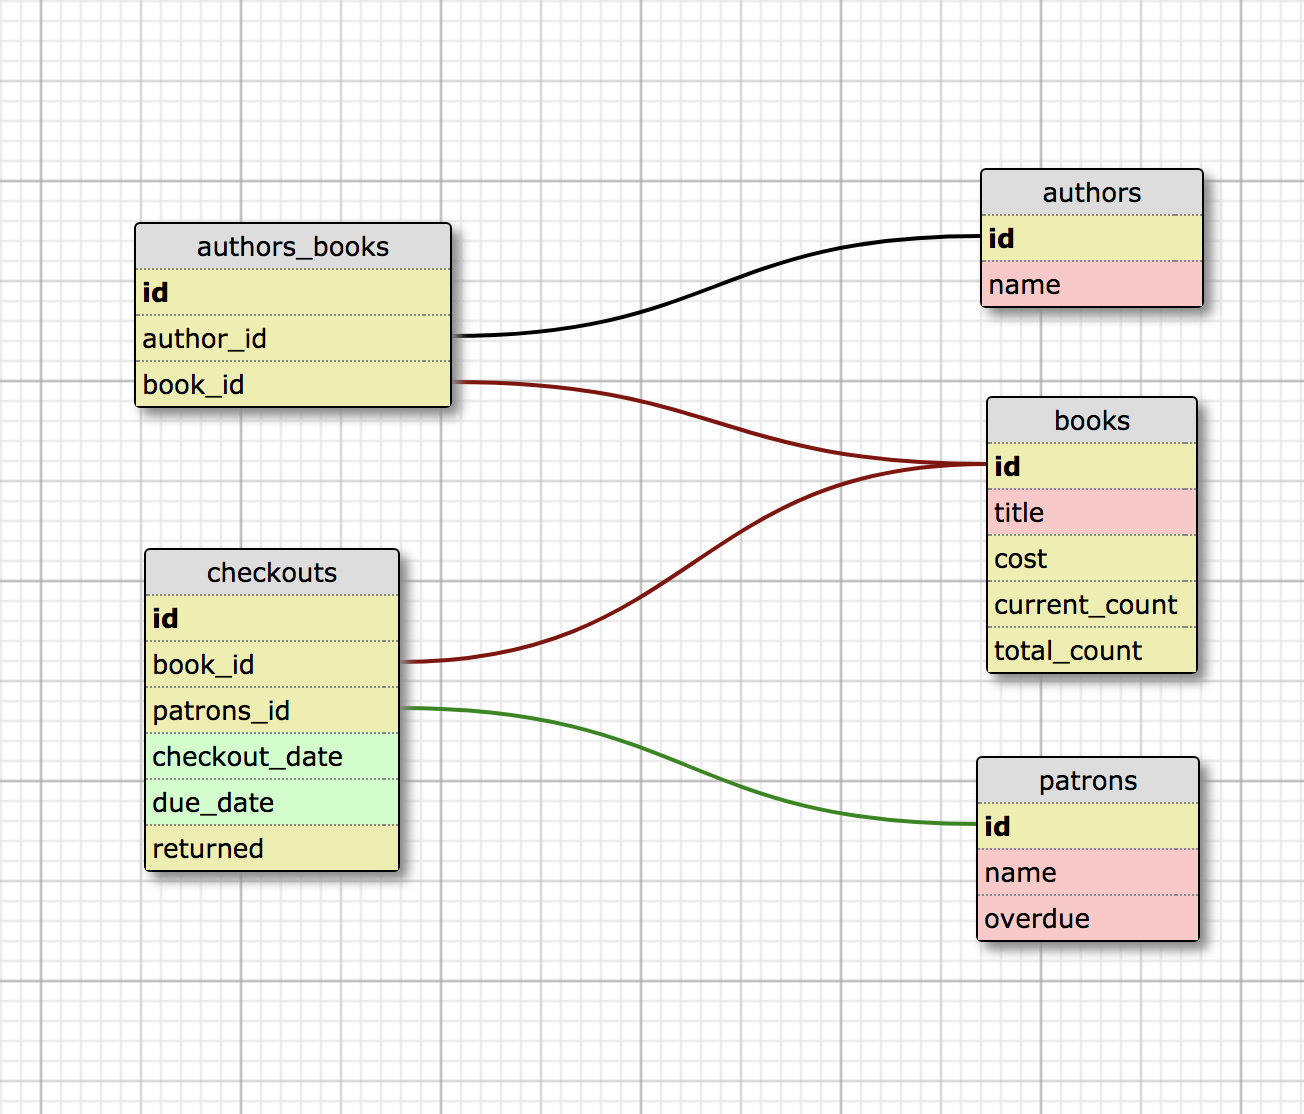 authors_books
id
author_id
book_id
checkouts
id
book_id
patrons_id
checkout_date
due_date
returned
authors
id
name
books
id
title
cost
current_count
total_count
patrons
id
name
overdue